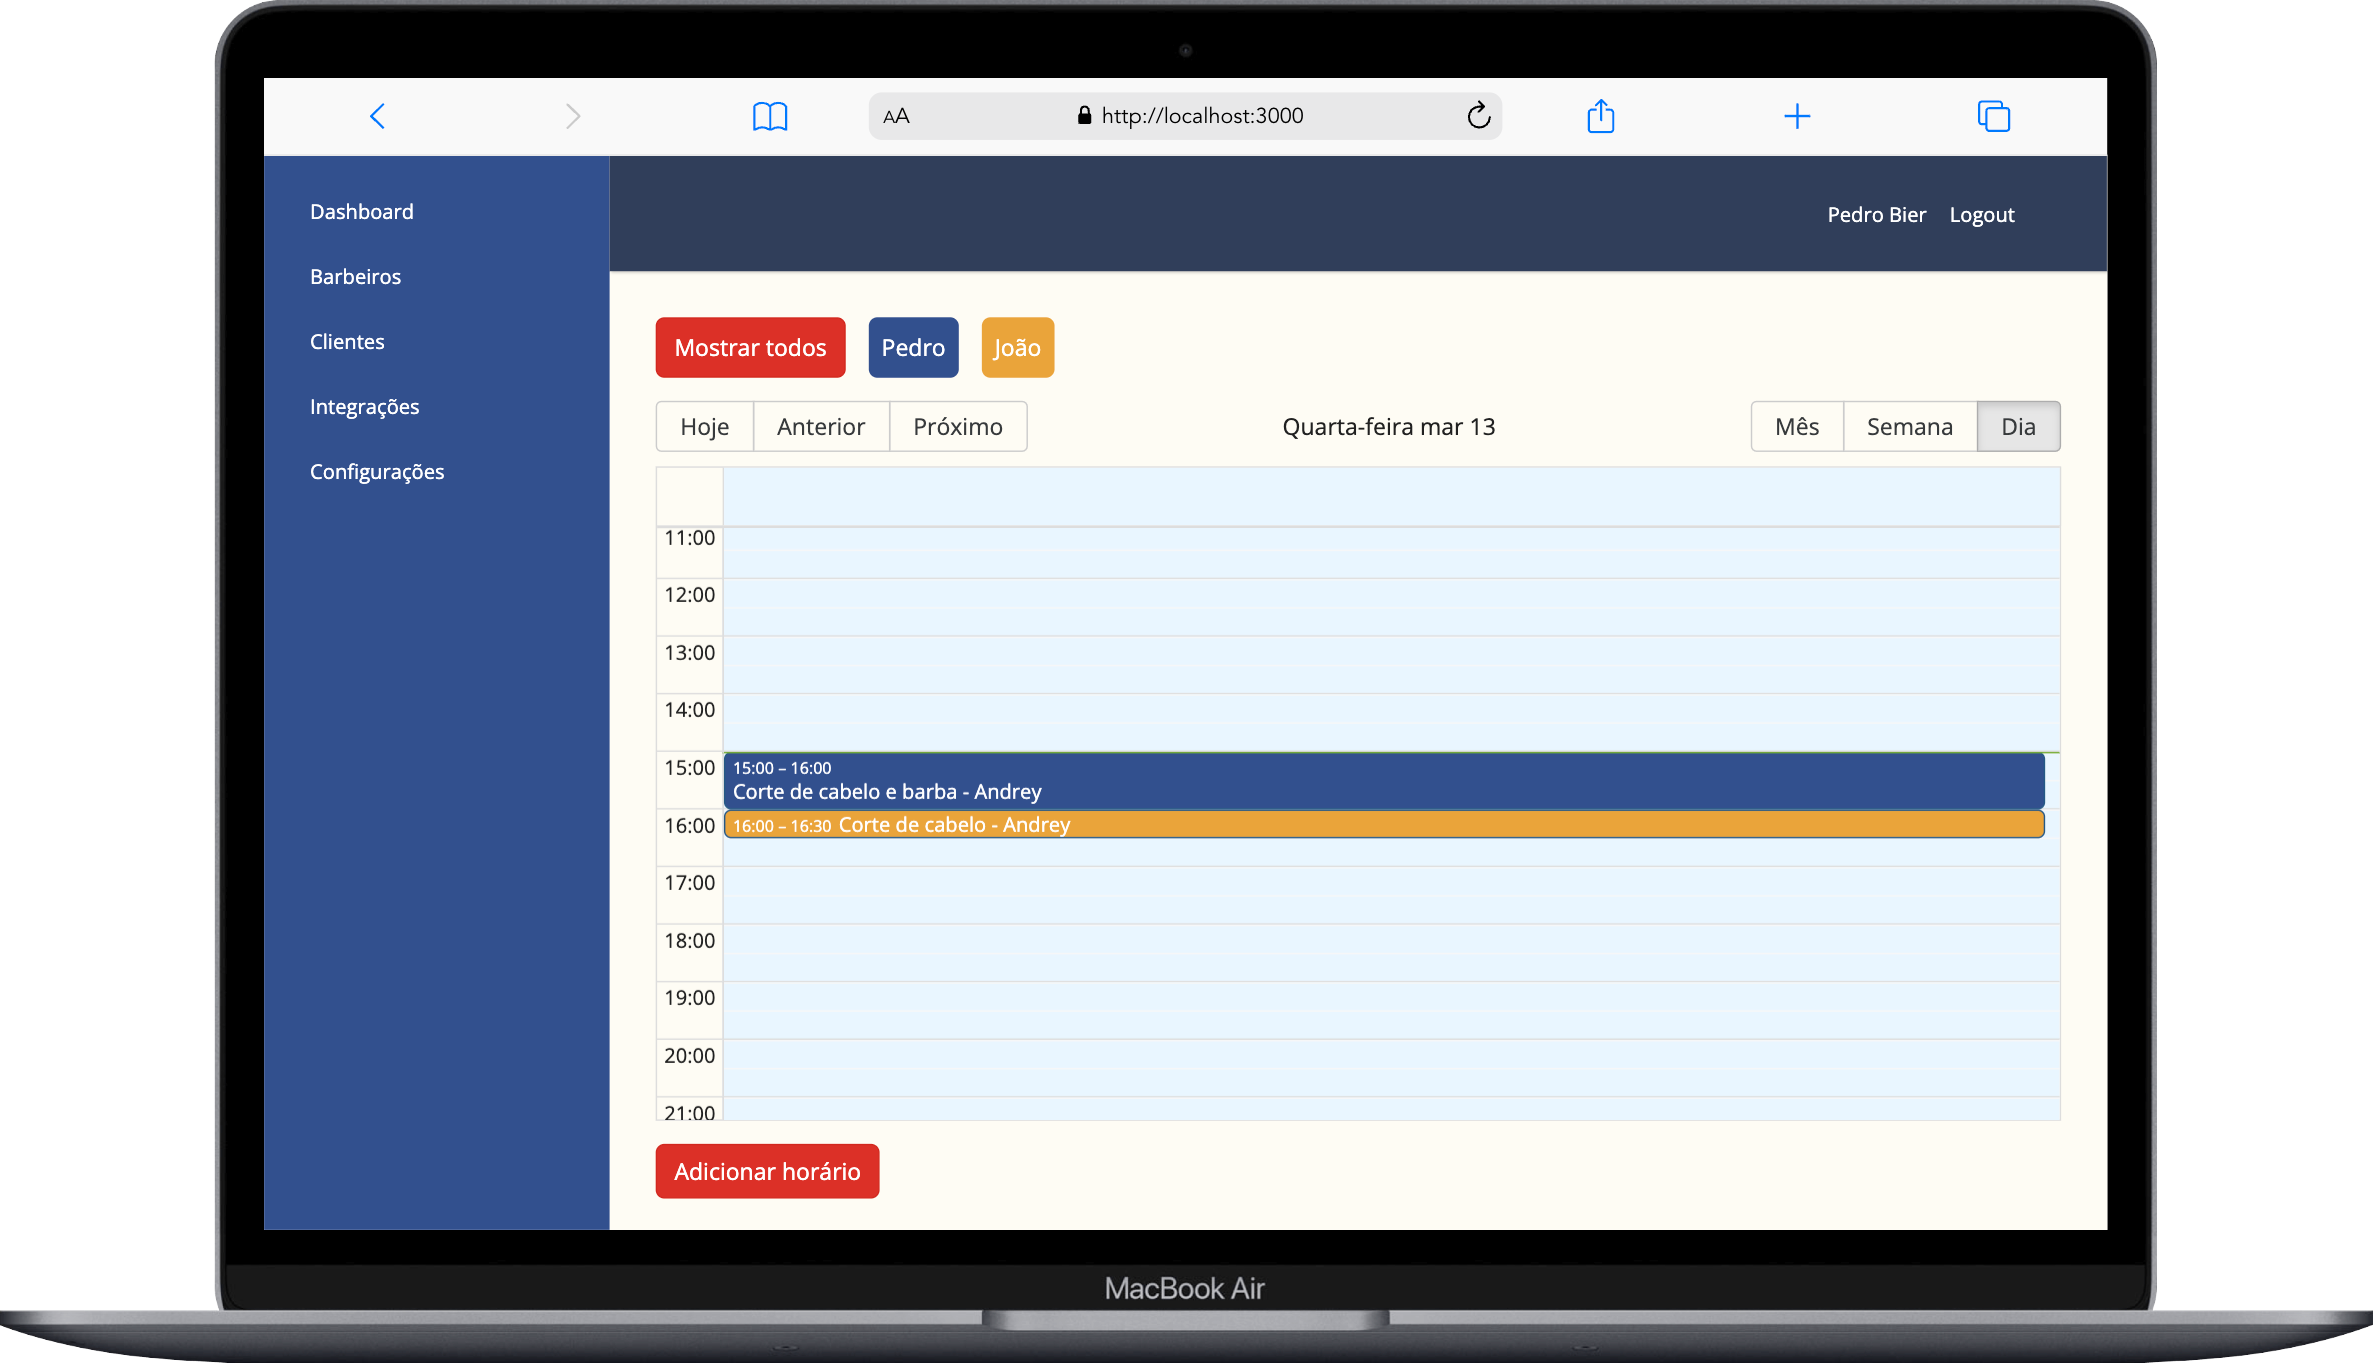 AA http://localhost:3000
Dashboard
Barbeiros
Clientes
Integrações
Configurações
Pedro Bier Logout
Mostrar todos Pedro João
Hoje Anterior Próximo Quarta-feira mar 13 Mês Semana Dia
11:00
12:00
13:00
14:00
15:00 15:00 – 16:00
Corte de cabelo e barba - Andrey
16:00 16:00 – 16:30 Corte de cabelo - Andrey
17:00
18:00
19:00
20:00
21:00
Adicionar horário
MacBook Air